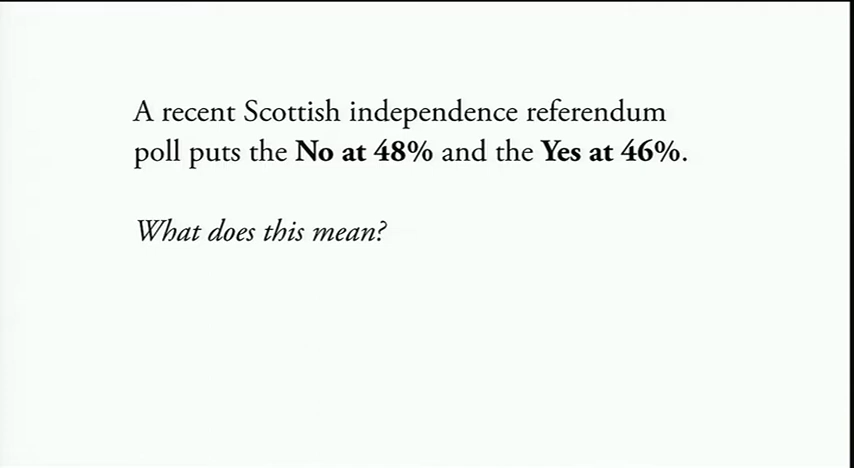 A recent Scottish independence referendum
poll puts the No at 48% and the Yes at 46%.
What does this mean?